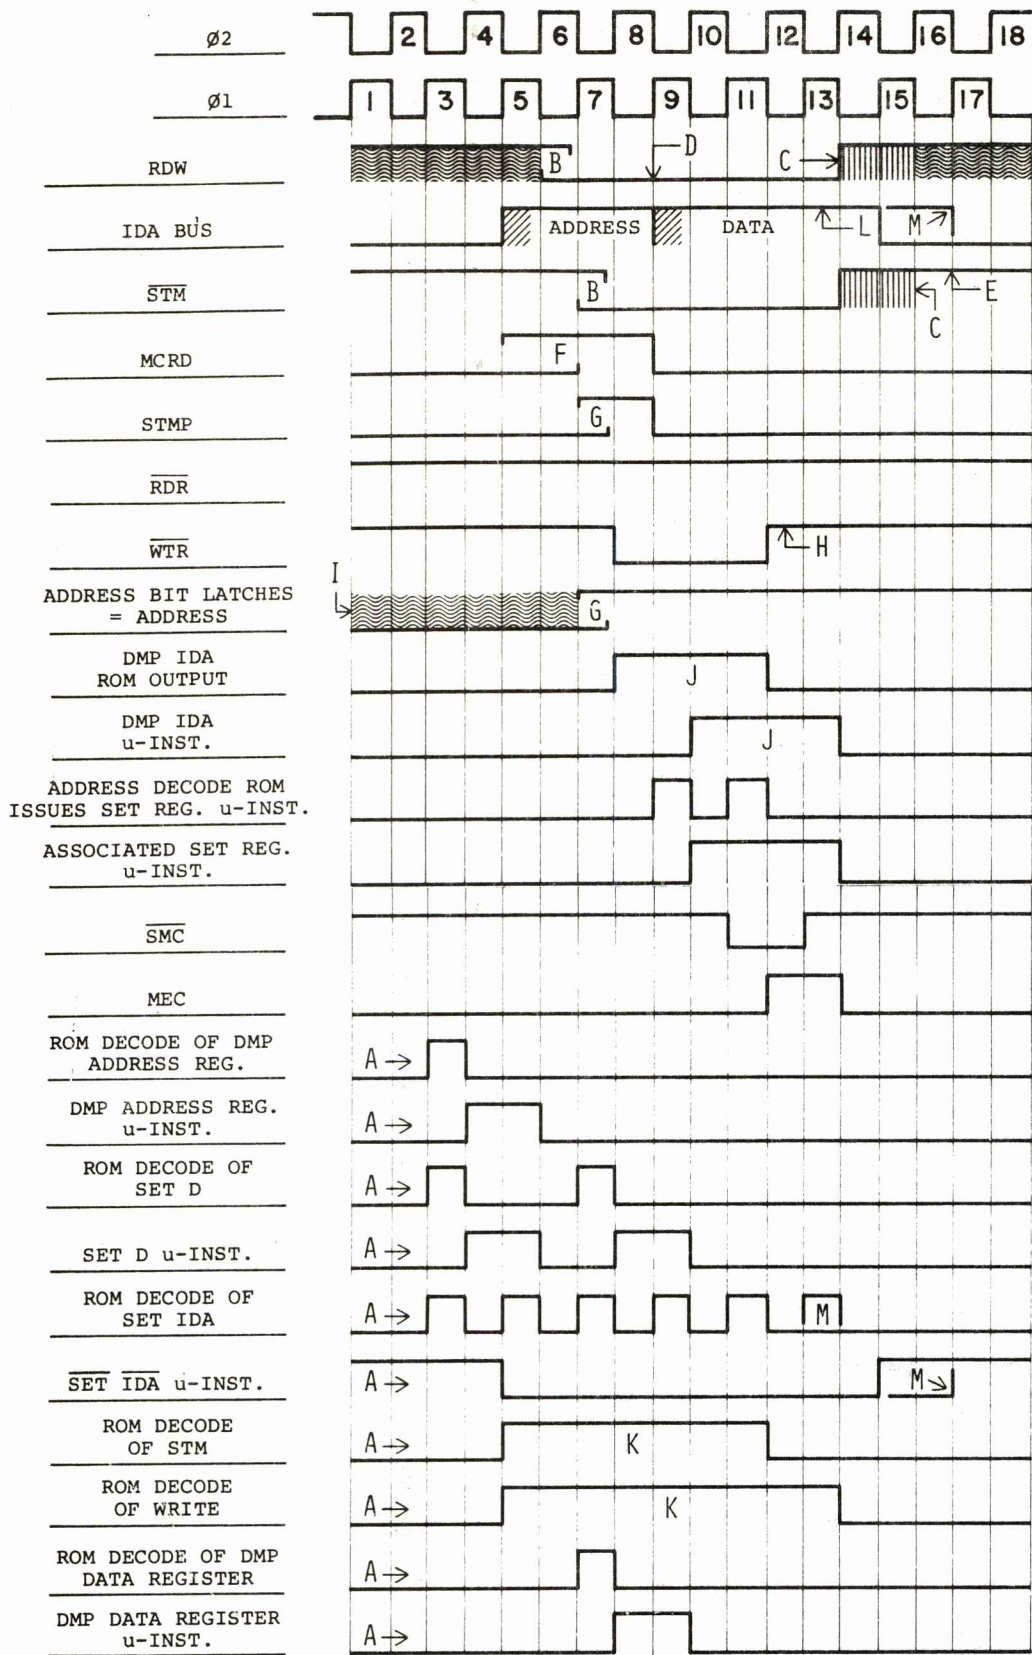 ø2
2 4 6 8 10 12 14 16 18
ø1
1 3 5 7 9 11 13 15 17
RDW
B
D
C
IDA BUS
ADDRESS
DATA
L
M
STM
B
C
E
MCRD
F
STMP
G
RDR
WTR
H
I
ADDRESS BIT LATCHES
= ADDRESS
G
DMP IDA
ROM OUTPUT
J
DMP IDA
u-INST.
J
ADDRESS DECODE ROM
ISSUES SET REG. u-INST.
ASSOCIATED SET REG.
u-INST.
SMC
MEC
ROM DECODE OF DMP
ADDRESS REG.
A
DMP ADDRESS REG.
u-INST.
A
ROM DECODE OF
SET D
A
SET D u-INST.
A
ROM DECODE OF
SET IDA
A
M
SET IDA u-INST.
A
M
ROM DECODE
OF STM
A
K
ROM DECODE
OF WRITE
A
K
ROM DECODE OF DMP
DATA REGISTER
A
DMP DATA REGISTER
u-INST.
A